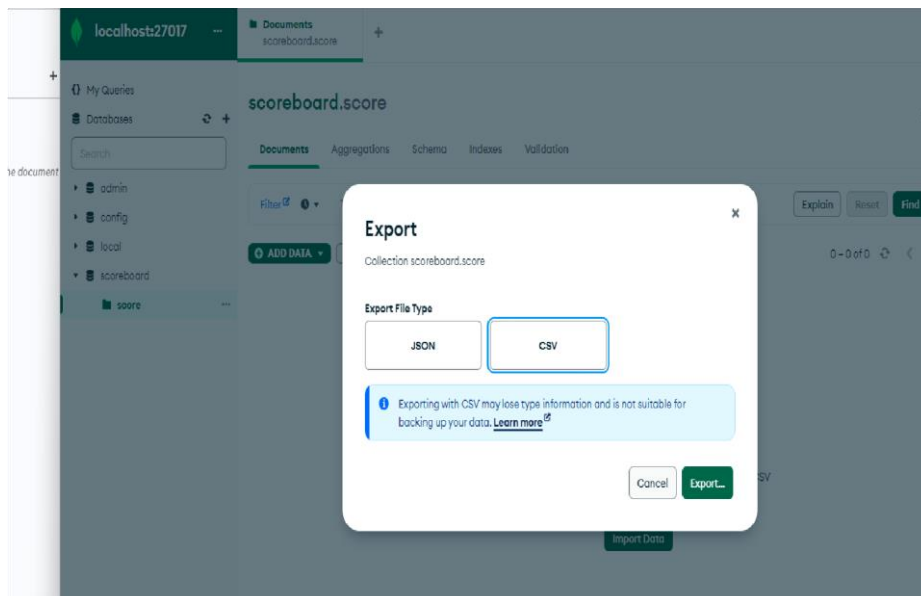 localhost:27017
Documents
scoreboard.score
{} My Queries
Databases
Search
he document
admin
config
local
scoreboard
score
scoreboard.score
Documents Aggregations Schema Indexes Validation
Filter
Explain Reset Find
ADD DATA
0-0 of 0
Export
Collection scoreboard.score
Export File Type
JSON CSV
Exporting with CSV may lose type information and is not suitable for
backing up your data. Learn more
Cancel Export...
CSV
Import Data